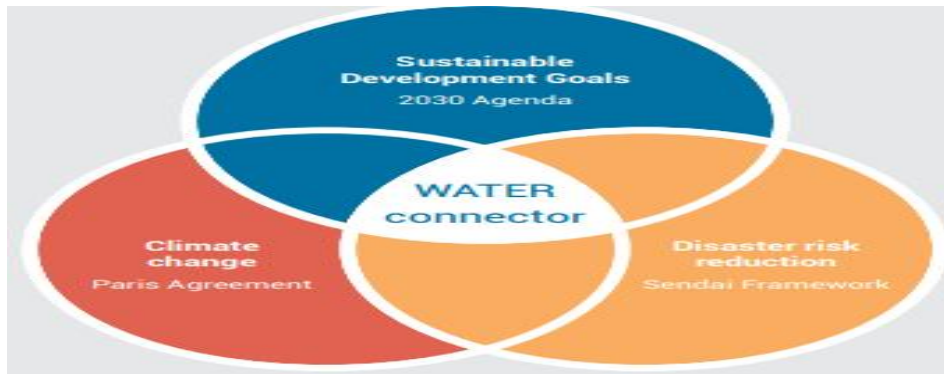 Sustainable
Development Goals
2030 Agenda
WATER
connector
Climate
change
Paris Agreement
Disaster risk
reduction
Sendai Framework